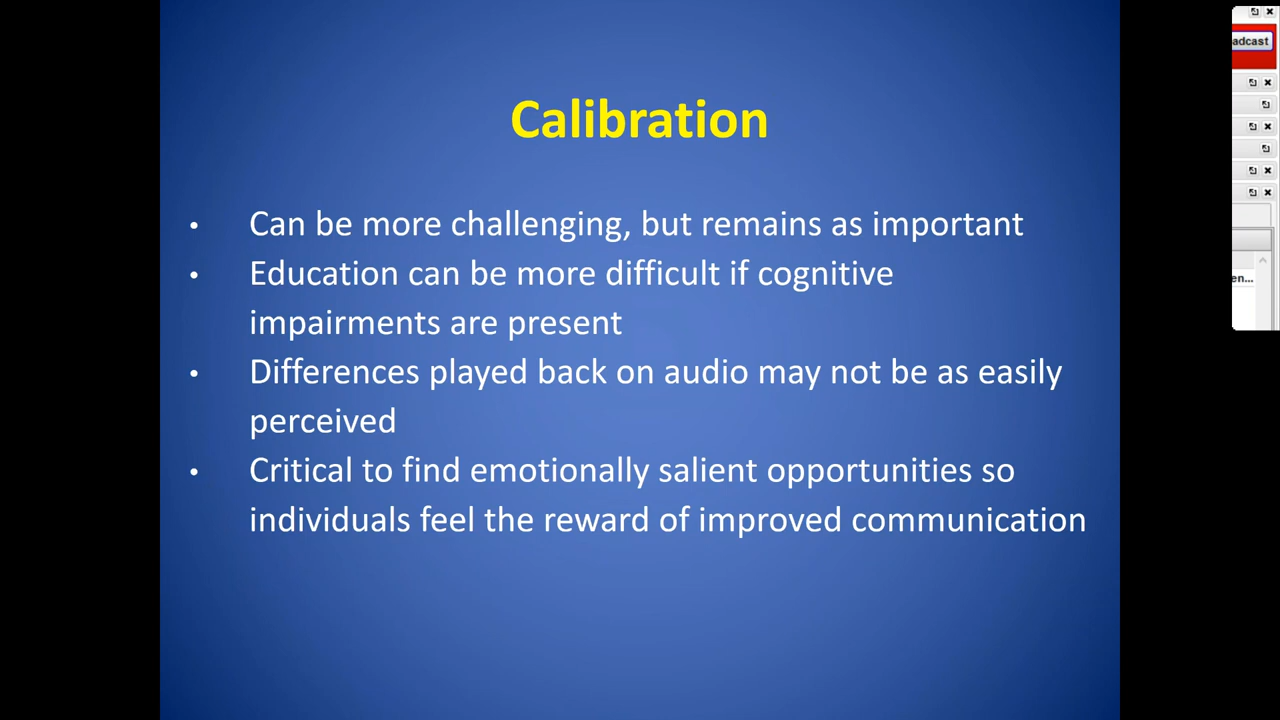 Calibration
• Can be more challenging, but remains as important
• Education can be more difficult if cognitive
impairments are present
• Differences played back on audio may not be as easily
perceived
• Critical to find emotionally salient opportunities so
individuals feel the reward of improved communication
adcast
en...